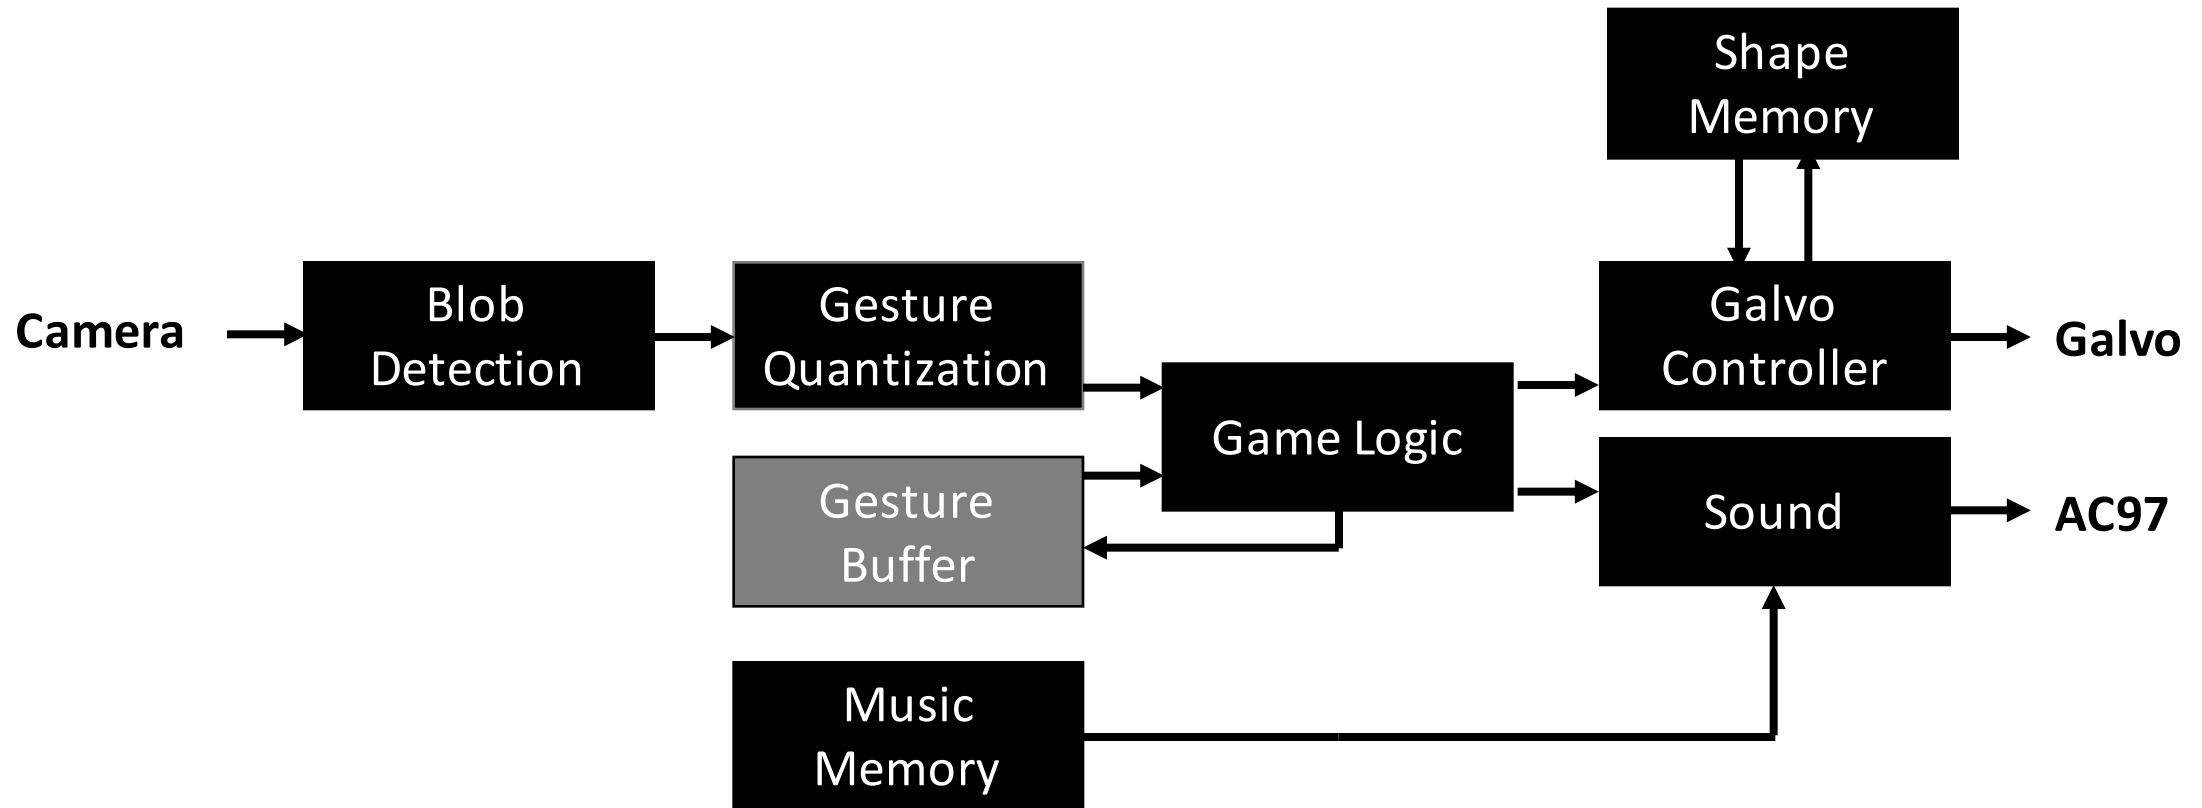 Shape
Memory
Camera
Blob
Detection
Gesture
Quantization
Galvo
Controller
Galvo
Game Logic
Gesture
Buffer
Sound
AC97
Music
Memory